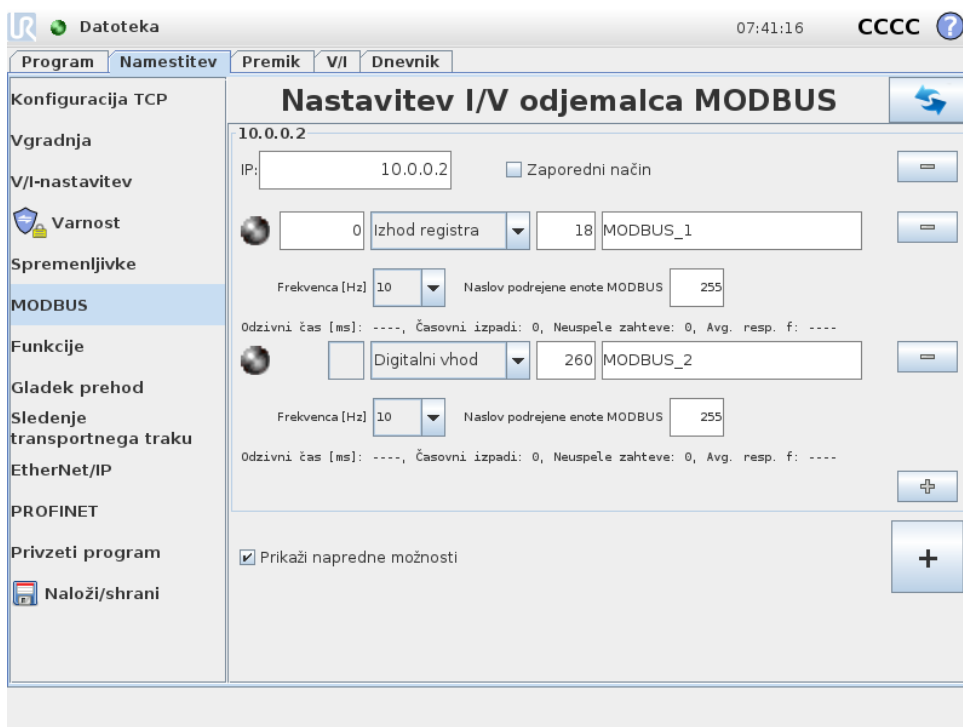 UR Datoteka 07:41:16 CCCC ?
Program Namestitev Premik V/I Dnevnik
Konfiguracija TCP
Vgradnja
V/I-nastavitev
Varnost
Spremenljivke
MODBUS
Funkcije
Gladek prehod
Sledenje
transportnega traku
EtherNet/IP
PROFINET
Privzeti program
Naloži/shrani
Nastavitev I/V odjemalca MODBUS
10.0.0.2
IP: 10.0.0.2 Zaporedni način
0 Izhod registra 18 MODBUS_1
Frekvenca [Hz] 10 Naslov podrejene enote MODBUS 255
Odzivni čas [ms]: ----, Časovni izpadi: 0, Neuspele zahteve: 0, Avg. resp. f: ----
Digitalni vhod 260 MODBUS_2
Frekvenca [Hz] 10 Naslov podrejene enote MODBUS 255
Odzivni čas [ms]: ----, Časovni izpadi: 0, Neuspele zahteve: 0, Avg. resp. f: ----
Prikaži napredne možnosti